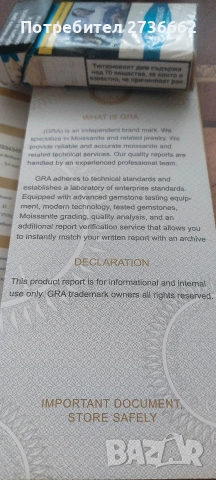 Потребител 2736662
Тютюневият дим съдържа
над 70 вещества, за които е
известно, че причиняват рак
WHAT IS GRA
(GRA) is an independent brand mark. We
specialize in Moissanite and related jewelry. We
provide reliable and accurate moissanite and
related technical services. Our quality reports are
handled by an experienced professional team.
GRA adheres to technical standards and
establishes a laboratory of enterprise standards.
Equipped with advanced gemstone testing equip-
ment, modern technology, tested gemstones,
Moissanite grading, quality analysis, and an
additional report verification service that allows you
to instantly match your written report with an archive
DECLARATION
This product report is for informational and internal
use only. GRA trademark owners all rights reserved.
IMPORTANT DOCUMENT,
STORE SAFELY
BAZAR